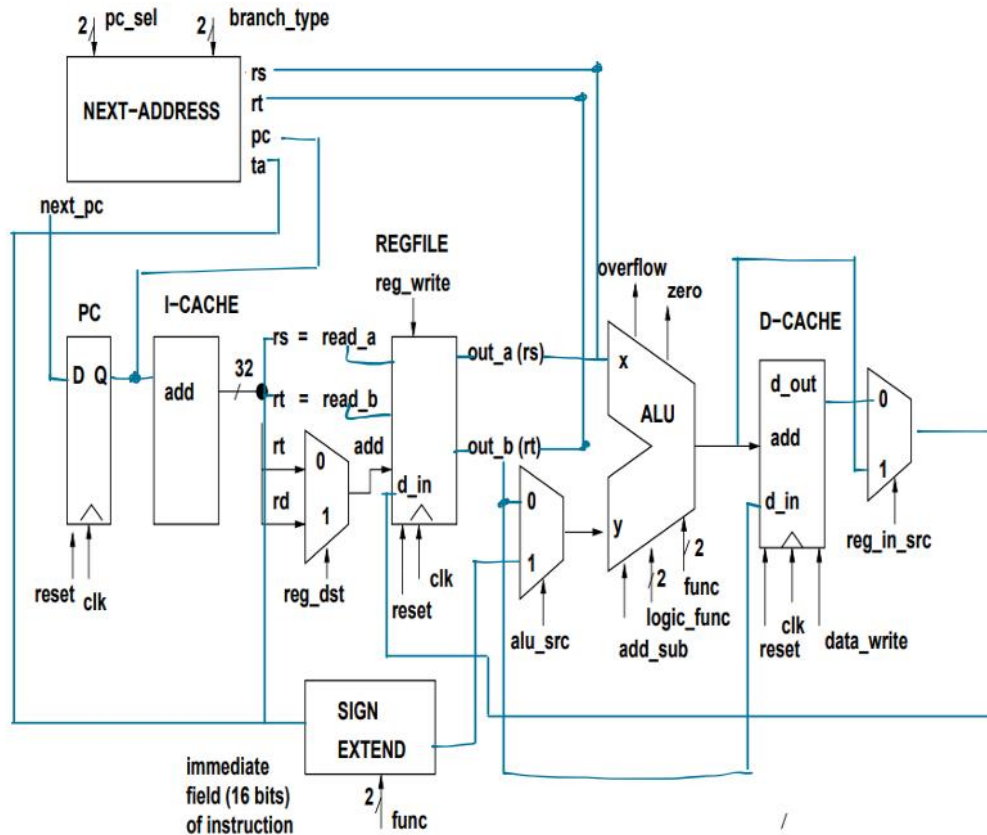 2 pc_sel
2 branch_type
NEXT-ADDRESS
rs
rt
pc
ta
next_pc
PC
D Q
reset
clk
I-CACHE
add
32
rs = read_a
rt = read_b
rt
rd
0
1
reg_dst
REGFILE
reg_write
add
d_in
reset
clk
out_a (rs)
out_b (rt)
0
1
alu_src
overflow
zero
x
ALU
y
2
func
2
logic_func
add_sub
D-CACHE
d_out
add
d_in
reset
clk
data_write
0
1
reg_in_src
SIGN
EXTEND
immediate
field (16 bits)
of instruction
2
func
/